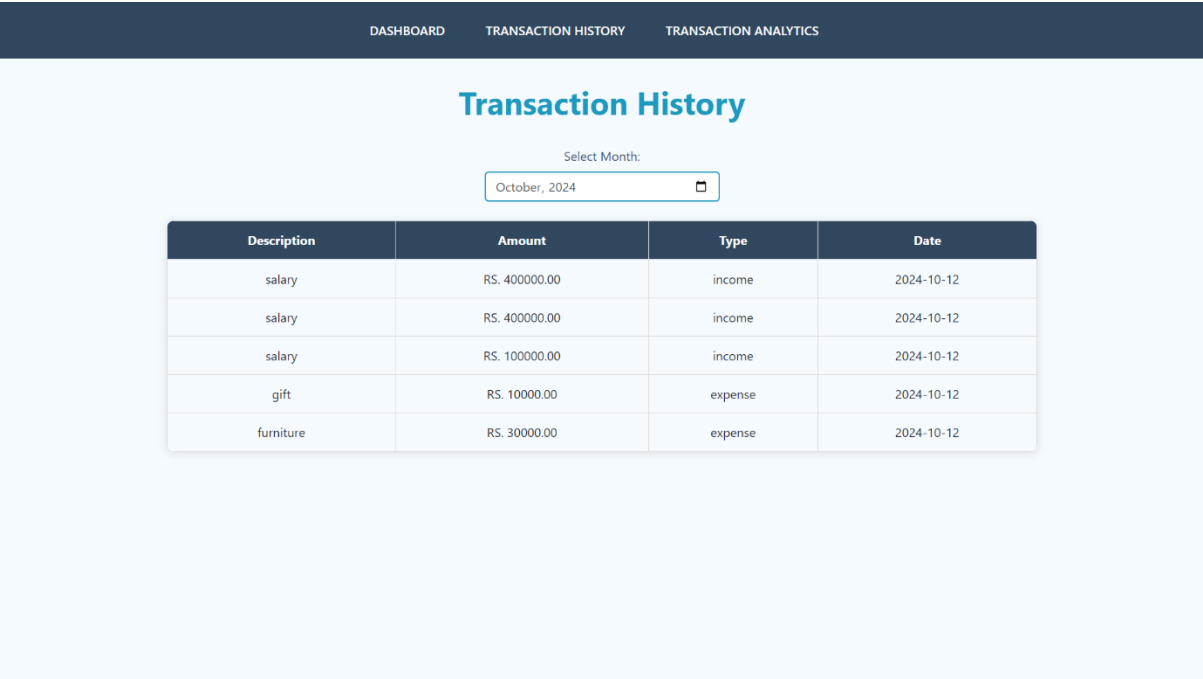 DASHBOARD TRANSACTION HISTORY TRANSACTION ANALYTICS
Transaction History
Select Month:
October, 2024
Description Amount Type Date
salary RS. 400000.00 income 2024-10-12
salary RS. 400000.00 income 2024-10-12
salary RS. 100000.00 income 2024-10-12
gift RS. 10000.00 expense 2024-10-12
furniture RS. 30000.00 expense 2024-10-12